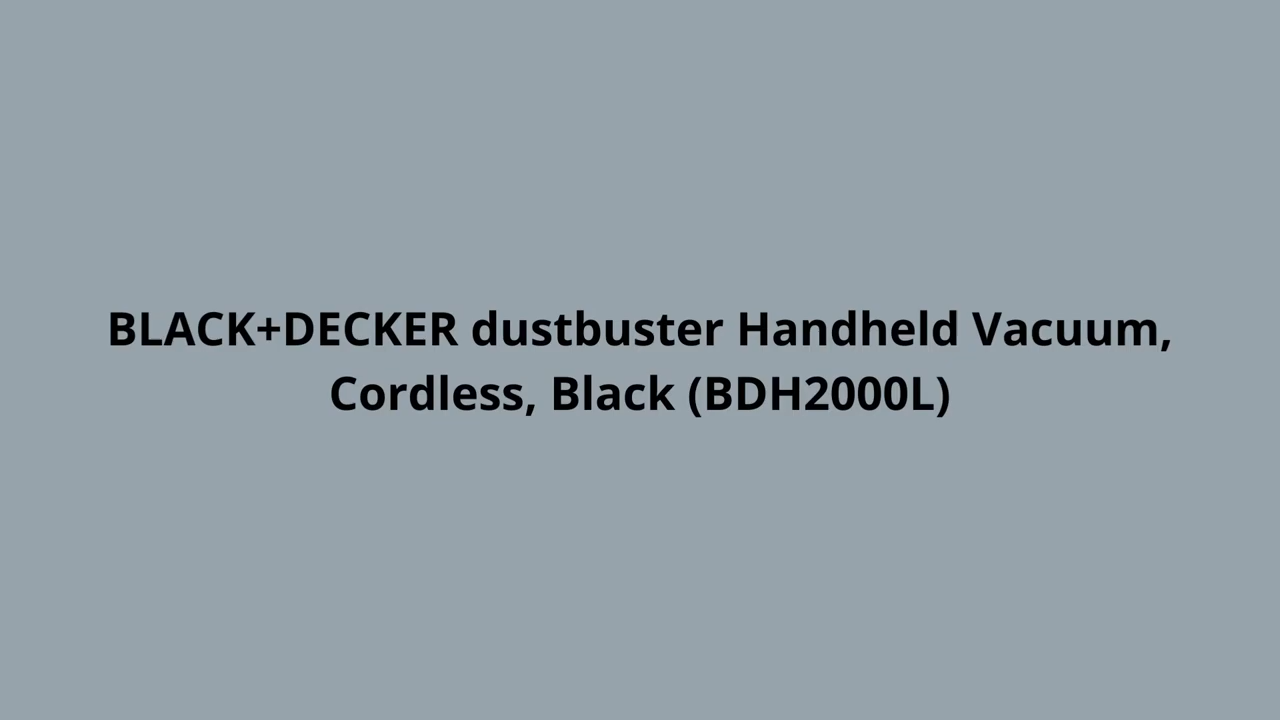 BLACK+DECKER dustbuster Handheld Vacuum,
Cordless, Black (BDH2000L)